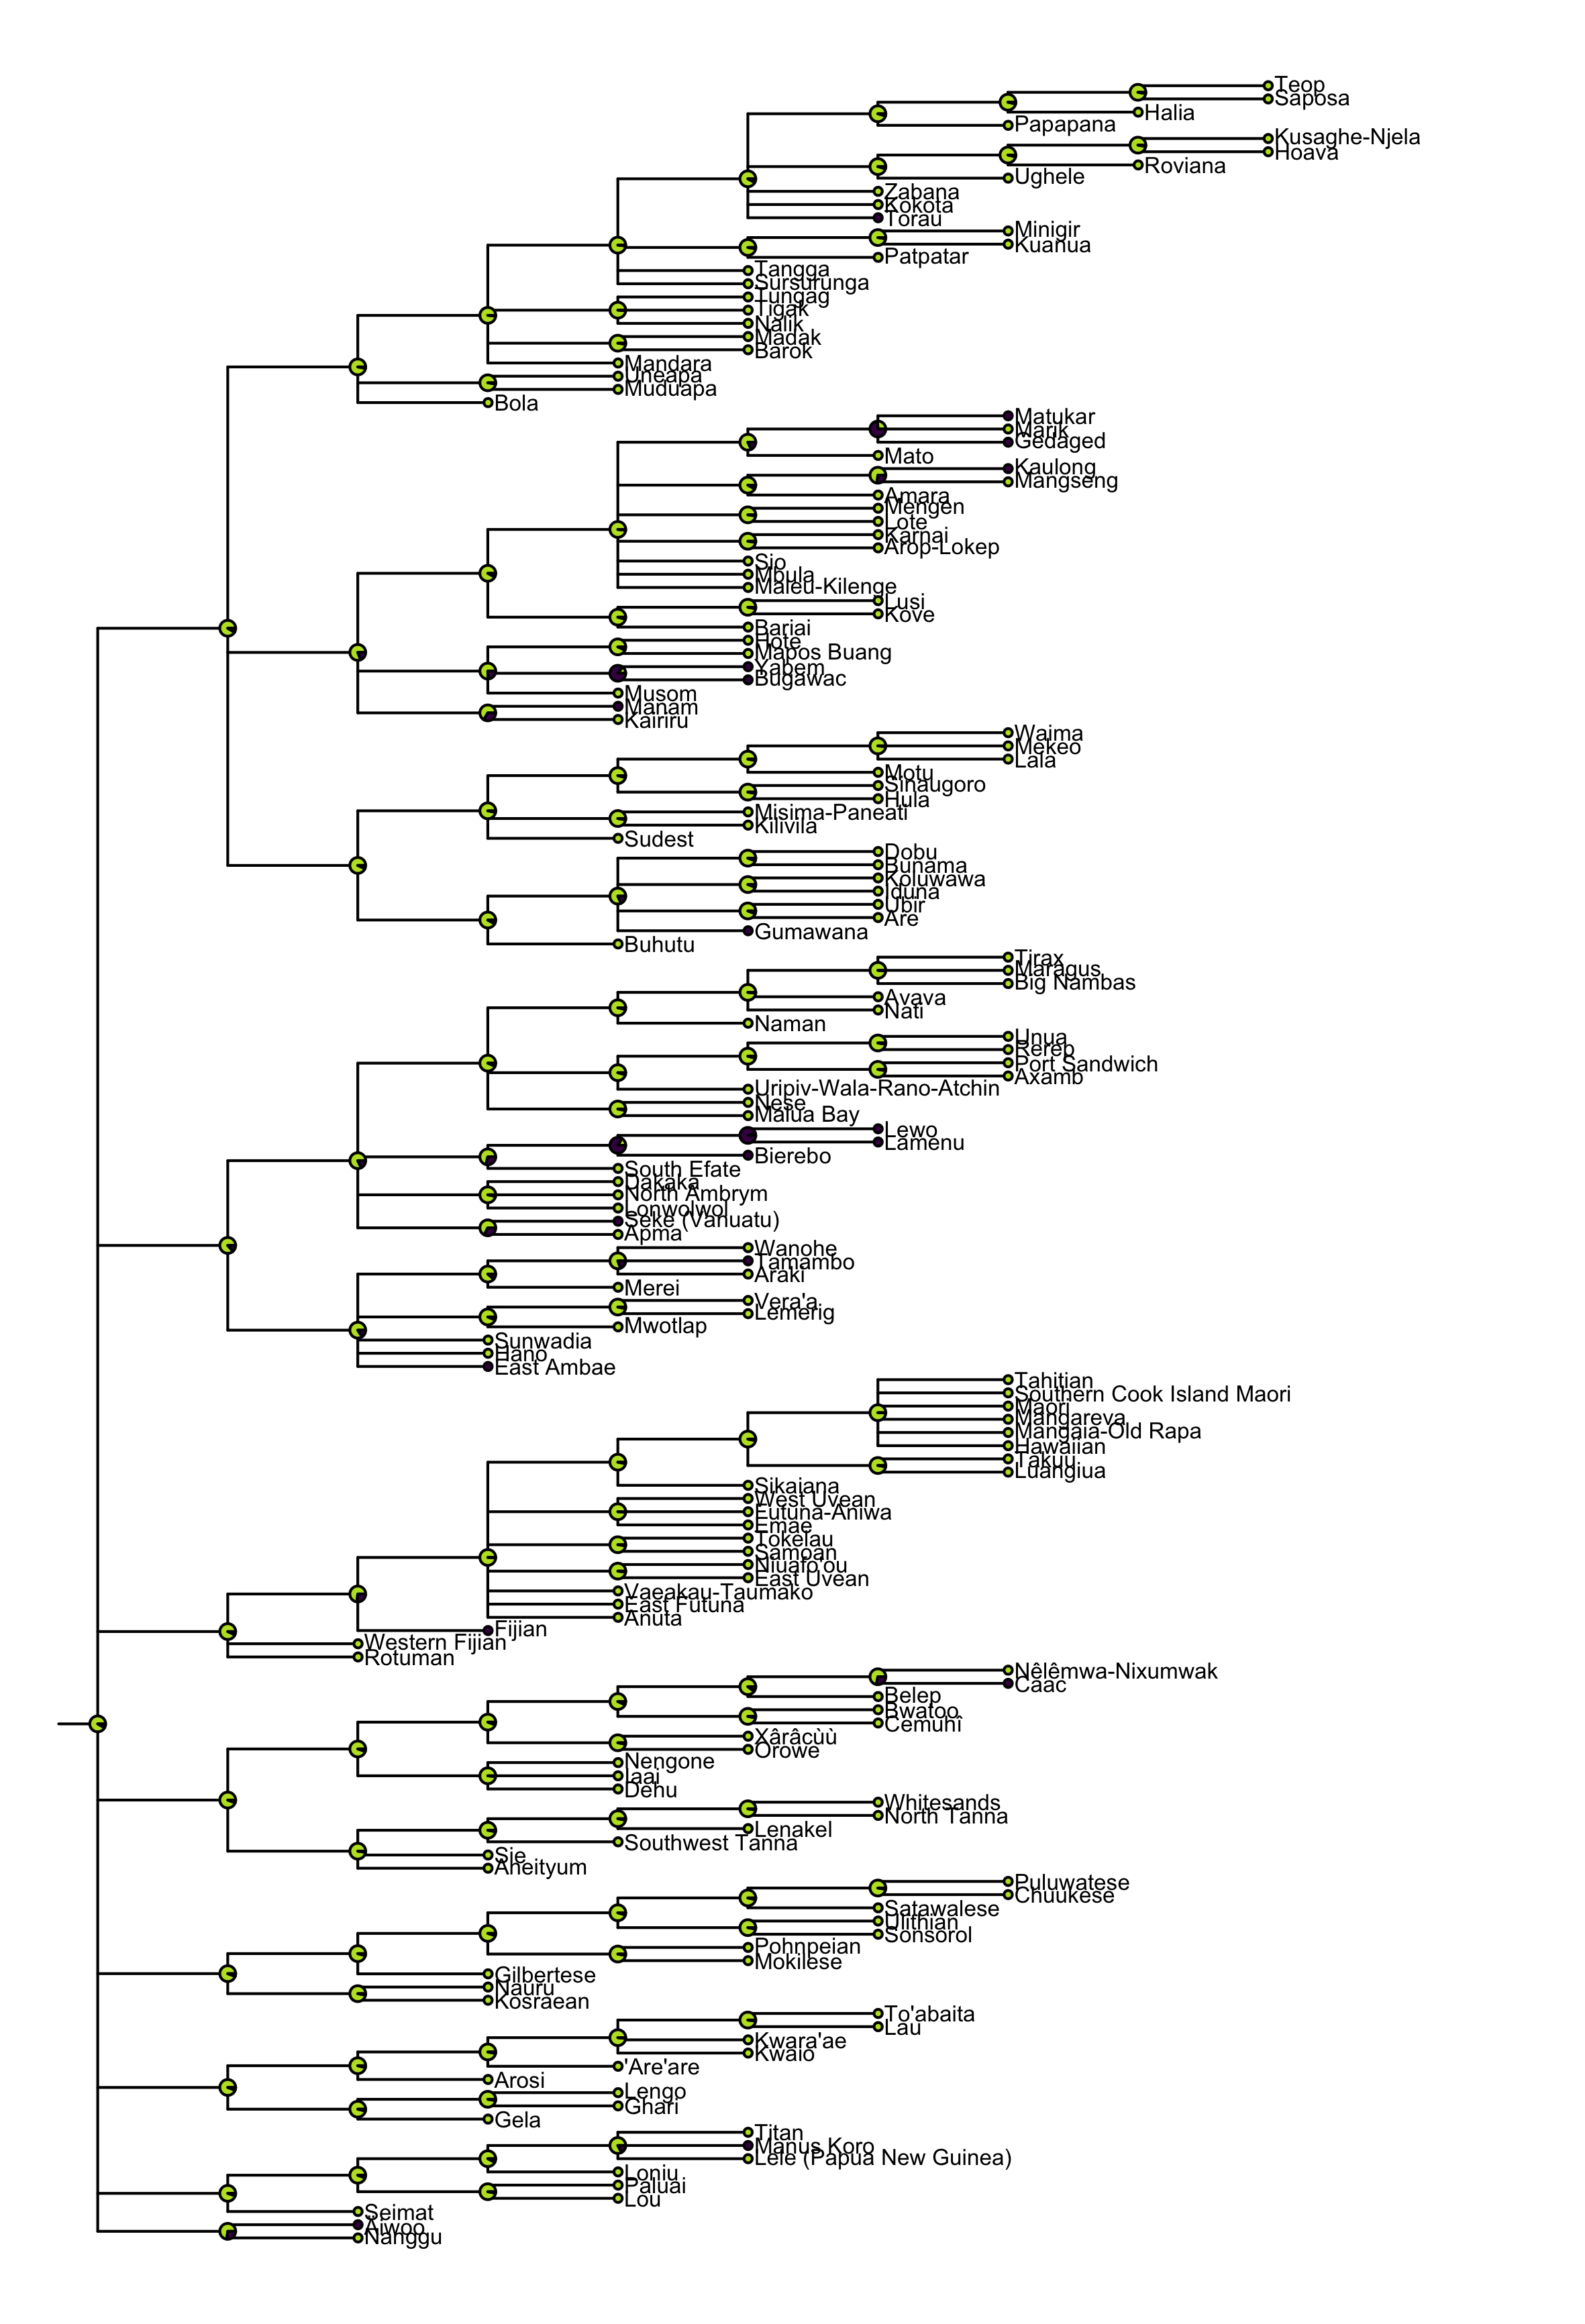 Teop
Saposa
Halia
Papapana
Kusaghe-Njela
Hoava
Roviana
Ughele
Zabana
Kokota
Torau
Minigir
Kuanua
Patpatar
Tangga
Sursurunga
Tungag
Tigak
Nalik
Madak
Barok
Mandara
Uneapa
Muduapa
Bola
Matukar
Marik
Gedaged
Mato
Kaulong
Mangseng
Amara
Mengen
Lote
Karnai
Arop-Lokep
Sio
Mbula
Maleu-Kilenge
Lusi
Kove
Bariai
Hote
Mapos Buang
Yabem
Bugawac
Musom
Manam
Kairiru
Waima
Mekeo
Lala
Motu
Sinaugoro
Hula
Misima-Paneati
Kilivila
Sudest
Dobu
Bunama
Koluwawa
Iduna
Ubir
Are
Gumawana
Buhutu
Tirax
Maragus
Big Nambas
Avava
Nati
Naman
Unua
Rerep
Port Sandwich
Axamb
Uripiv-Wala-Rano-Atchin
Nese
Malua Bay
Lewo
Lamenu
Bierebo
South Efate
Dakaka
North Ambrym
Lonwolwol
Seke (Vanuatu)
Apma
Wanohe
Tamambo
Araki
Merei
Vera'a
Lemerig
Mwotlap
Sunwadia
Hano
East Ambae
Tahitian
Southern Cook Island Maori
Maori
Mangareva
Mangaia-Old Rapa
Hawaiian
Takuu
Luangiua
Sikaiana
West Uvean
Futuna-Aniwa
Emae
Tokelau
Samoan
Niuafo'ou
East Uvean
Vaeakau-Taumako
East Futuna
Anuta
Fijian
Western Fijian
Rotuman
Nêlêmwa-Nixumwak
Caac
Belep
Bwatoo
Cemuhî
Xârâcùù
Orowe
Nengone
Iaai
Dehu
Whitesands
North Tanna
Lenakel
Southwest Tanna
Sie
Aneityum
Puluwatese
Chuukese
Satawalese
Ulithian
Sonsorol
Pohnpeian
Mokilese
Gilbertese
Nauru
Kosraean
To'abaita
Lau
Kwara'ae
Kwaio
'Are'are
Arosi
Lengo
Ghari
Gela
Titan
Manus Koro
Lele (Papua New Guinea)
Loniu
Paluai
Lou
Seimat
Äiwoo
Nanggu